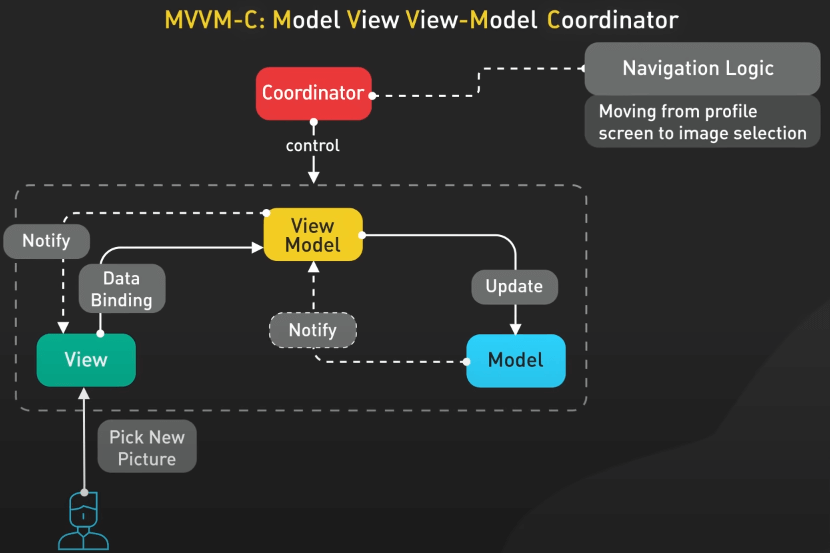 MVVM-C: Model View View-Model Coordinator
Coordinator
Navigation Logic
Moving from profile
screen to image selection
control
View
Model
Notify
Data
Binding
Update
Notify
View
Model
Pick New
Picture